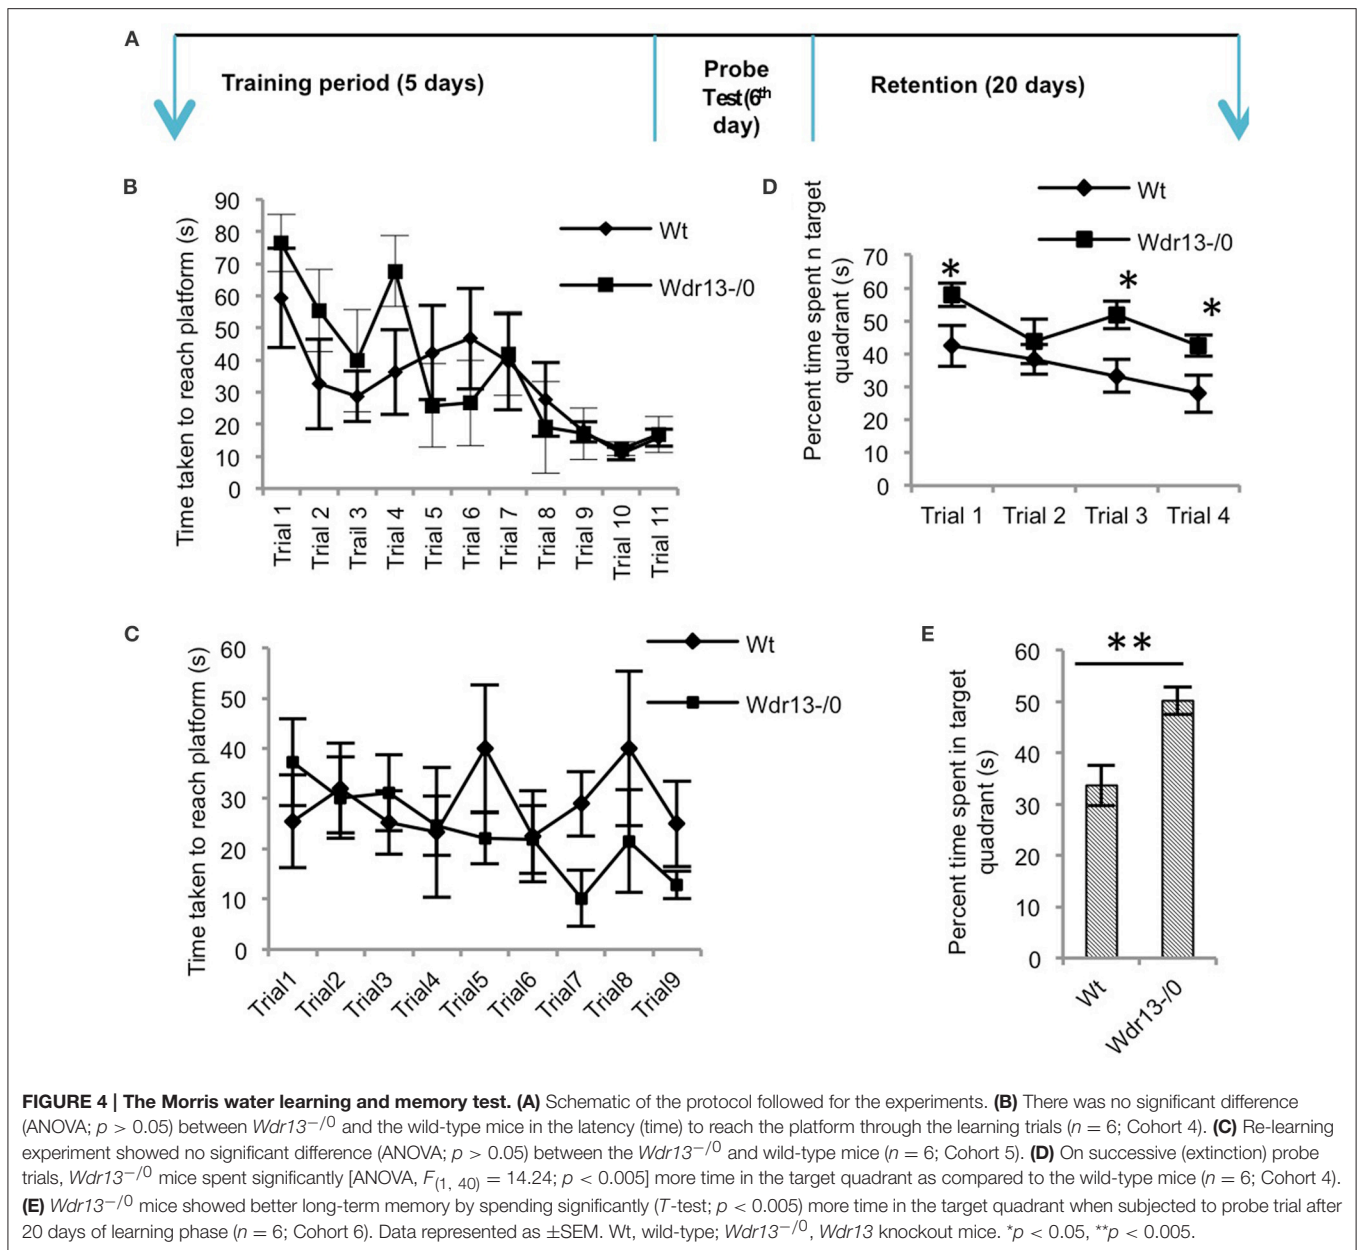 A
Training period (5 days)
Probe
Test(6th
day)
Retention (20 days)
B
Time taken to reach platform (s)
90
80
70
60
50
40
30
20
10
0
Wt
Wdr13-/0
Trial 1
Trial 2
Trail 3
Trial 4
Trial 5
Trial 6
Trial 7
Trial 8
Trial 9
Trial 10
Trial 11
D
Percent time spent n target
quadrant (s)
Wt
Wdr13-/0
70
60
50
40
30
20
10
0
*
*
*
Trial 1 Trial 2 Trial 3 Trial 4
C
Time taken to reach platform (s)
60
50
40
30
20
10
0
Wt
Wdr13-/0
Trial1
Trial2
Trial3
Trial4
Trial5
Trial6
Trial7
Trial8
Trial9
E
Percent time spent in target
quadrant (s)
60
50
40
30
20
10
0
**
Wt
Wdr13-/0
FIGURE 4 | The Morris water learning and memory test. (A) Schematic of the protocol followed for the experiments. (B) There was no significant difference
(ANOVA; p > 0.05) between Wdr13−/0 and the wild-type mice in the latency (time) to reach the platform through the learning trials (n = 6; Cohort 4). (C) Re-learning
experiment showed no significant difference (ANOVA; p > 0.05) between the Wdr13−/0 and wild-type mice (n = 6; Cohort 5). (D) On successive (extinction) probe
trials, Wdr13−/0 mice spent significantly [ANOVA, F(1, 40) = 14.24; p < 0.005] more time in the target quadrant as compared to the wild-type mice (n = 6; Cohort 4).
(E) Wdr13−/0 mice showed better long-term memory by spending significantly (T-test; p < 0.005) more time in the target quadrant when subjected to probe trial after
20 days of learning phase (n = 6; Cohort 6). Data represented as ±SEM. Wt, wild-type; Wdr13−/0, Wdr13 knockout mice. *p < 0.05, **p < 0.005.